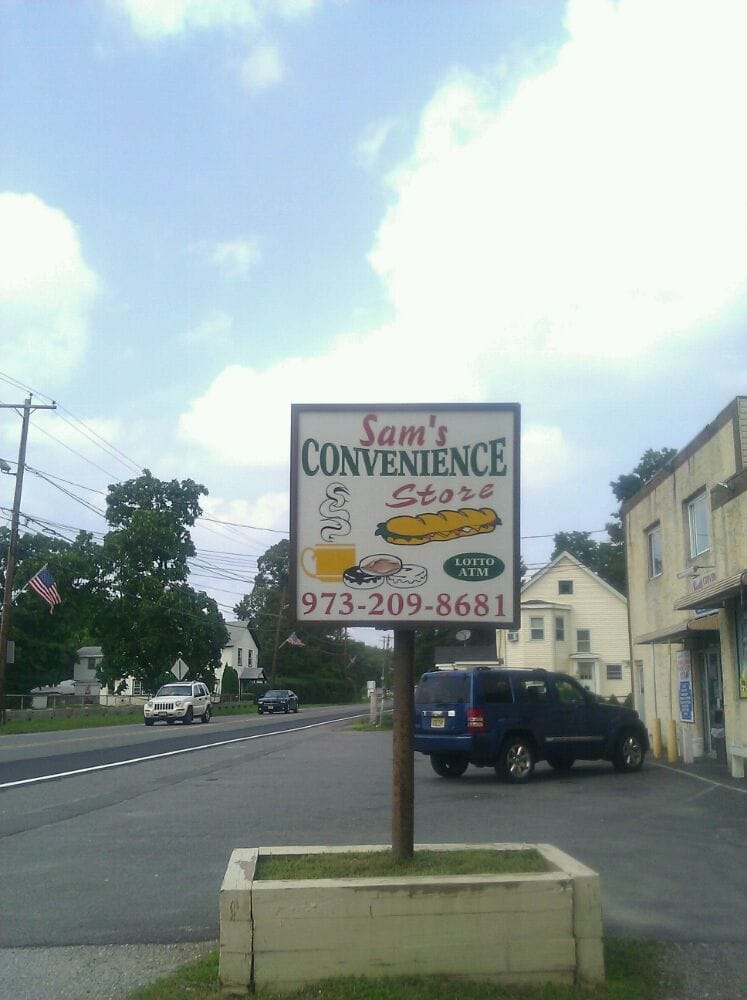 Sam's
CONVENIENCE
Store
LOTTO
ATM
973-209-8681